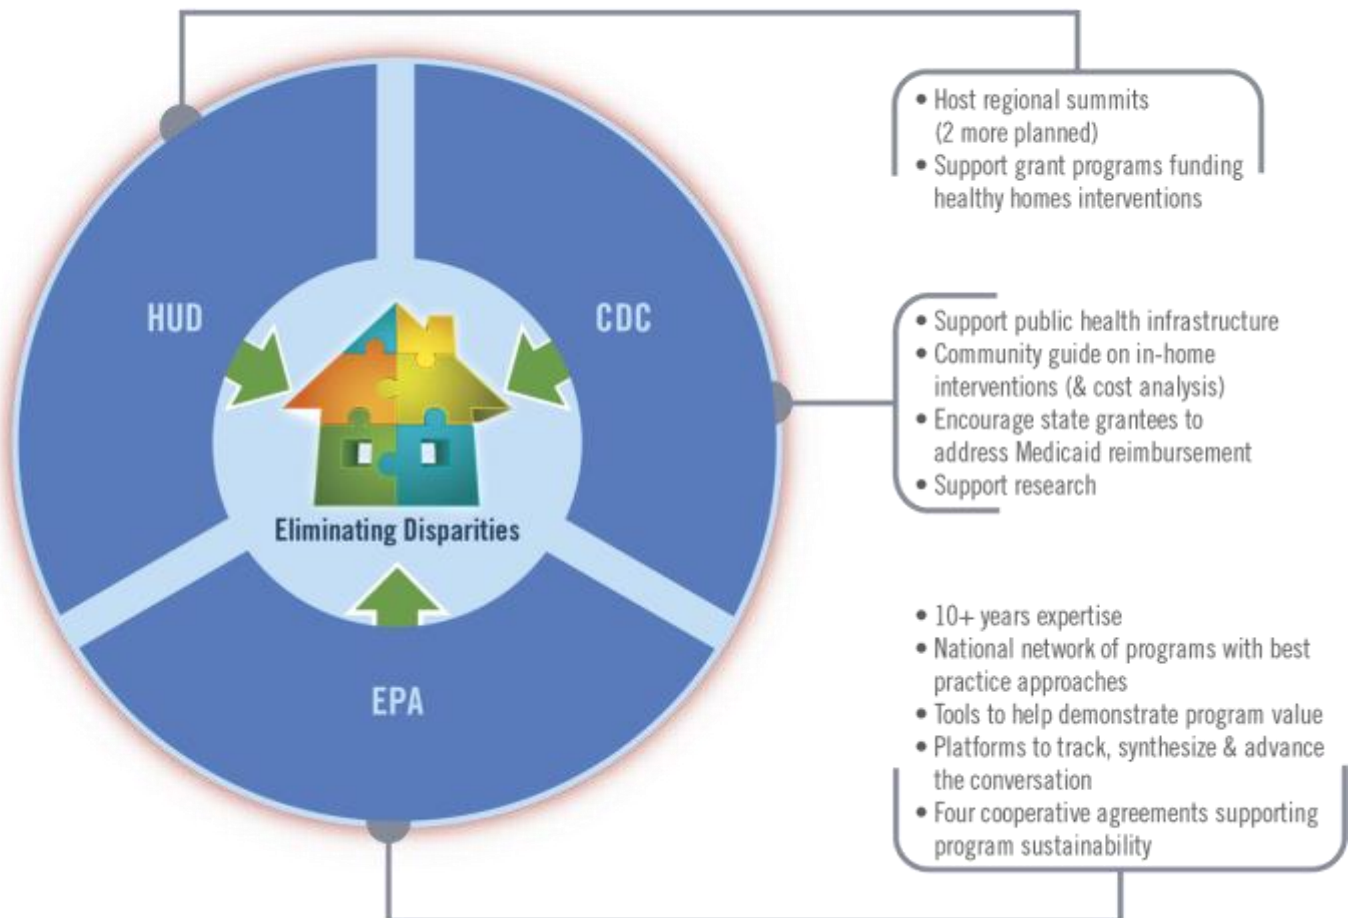 HUD
CDC
Eliminating Disparities
EPA
• Host regional summits
(2 more planned)
• Support grant programs funding
healthy homes interventions
• Support public health infrastructure
• Community guide on in-home
interventions (& cost analysis)
• Encourage state grantees to
address Medicaid reimbursement
• Support research
• 10+ years expertise
• National network of programs with best
practice approaches
• Tools to help demonstrate program value
• Platforms to track, synthesize & advance
the conversation
• Four cooperative agreements supporting
program sustainability